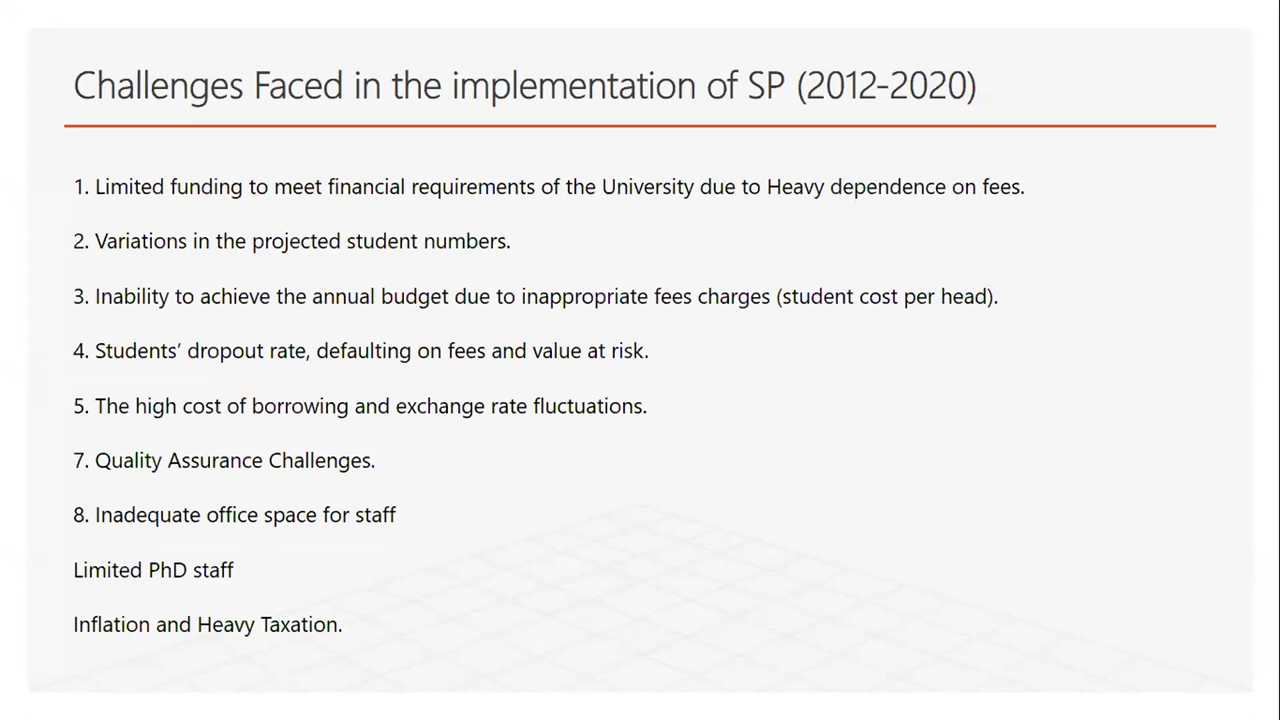 Challenges Faced in the implementation of SP (2012-2020)
1. Limited funding to meet financial requirements of the University due to Heavy dependence on fees.
2. Variations in the projected student numbers.
3. Inability to achieve the annual budget due to inappropriate fees charges (student cost per head).
4. Students’ dropout rate, defaulting on fees and value at risk.
5. The high cost of borrowing and exchange rate fluctuations.
7. Quality Assurance Challenges.
8. Inadequate office space for staff
Limited PhD staff
Inflation and Heavy Taxation.